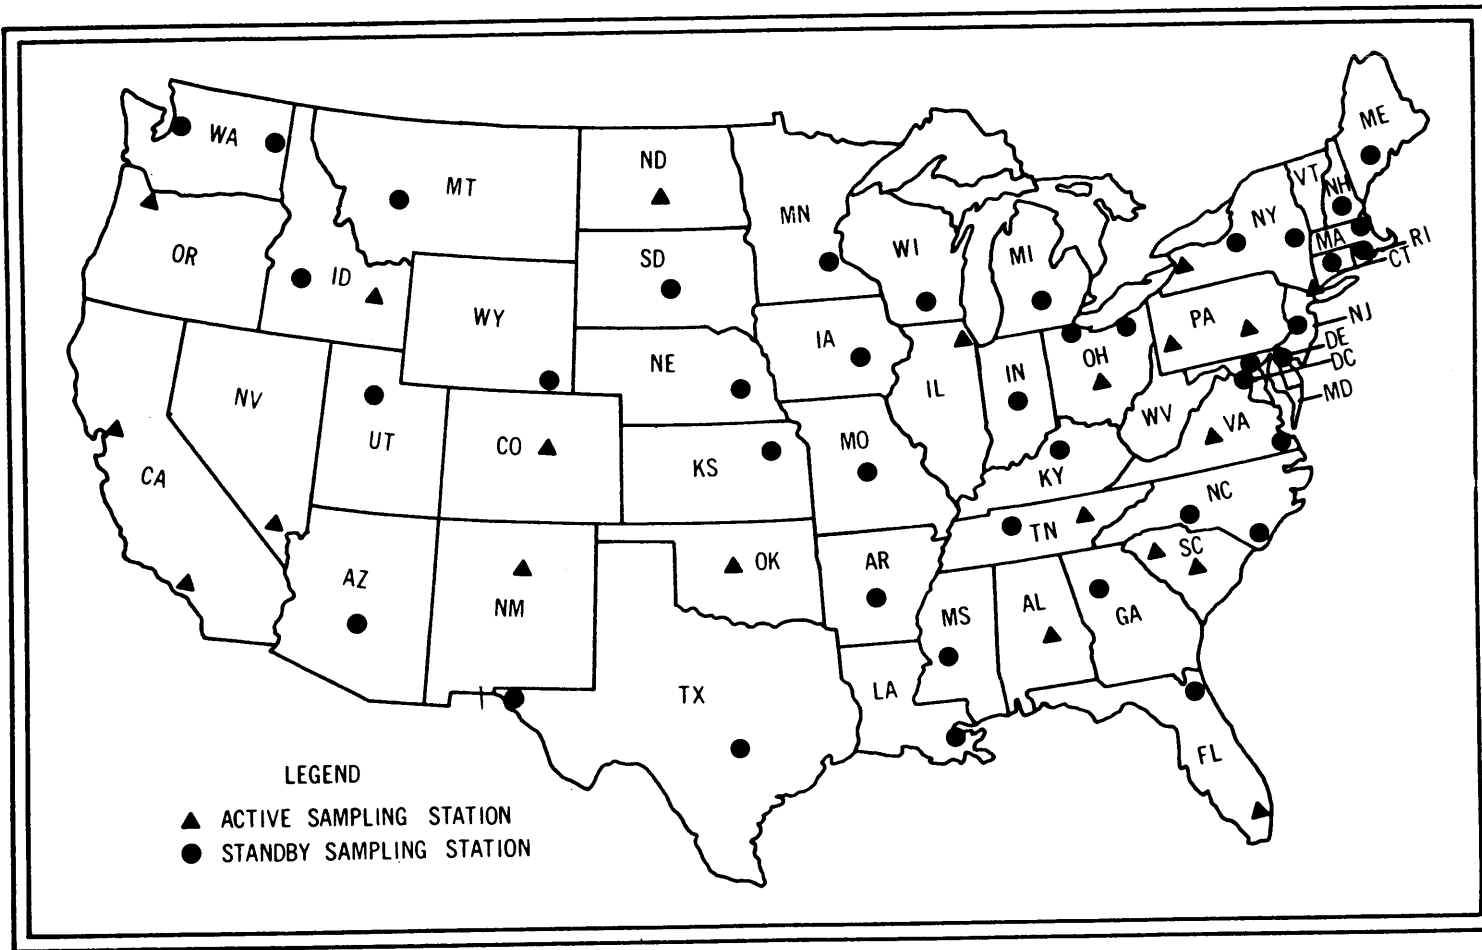 WA
MT
ND
MN
ME
VT
NH
NY
OR
ID
SD
WI
MI
MA
RI
CT
WY
IA
NE
PA
NJ
OH
DE
DC
MD
NV
UT
CO
KS
MO
IL
IN
WV
VA
KY
CA
NC
TN
AZ
NM
OK
AR
SC
MS
AL
GA
TX
LA
FL
LEGEND
ACTIVE SAMPLING STATION
STANDBY SAMPLING STATION